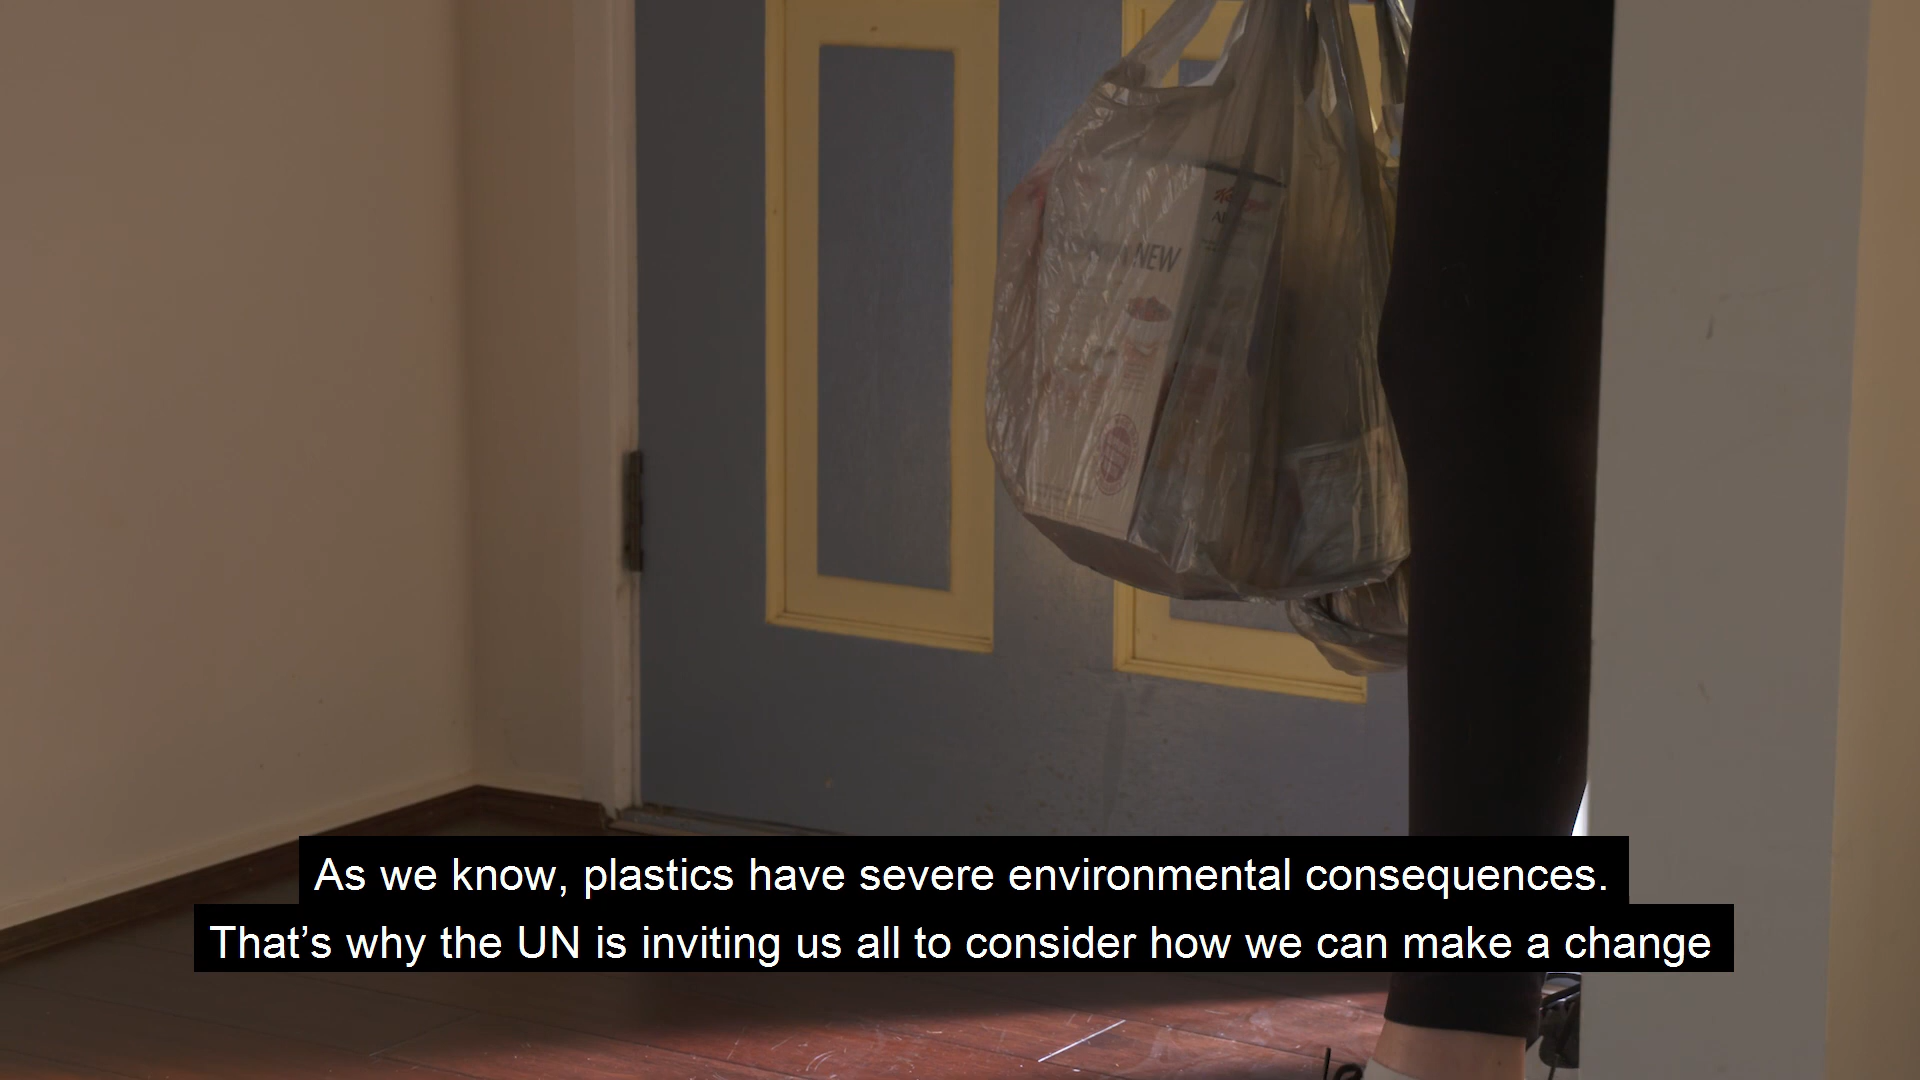 NEW
As we know, plastics have severe environmental consequences.
That’s why the UN is inviting us all to consider how we can make a change